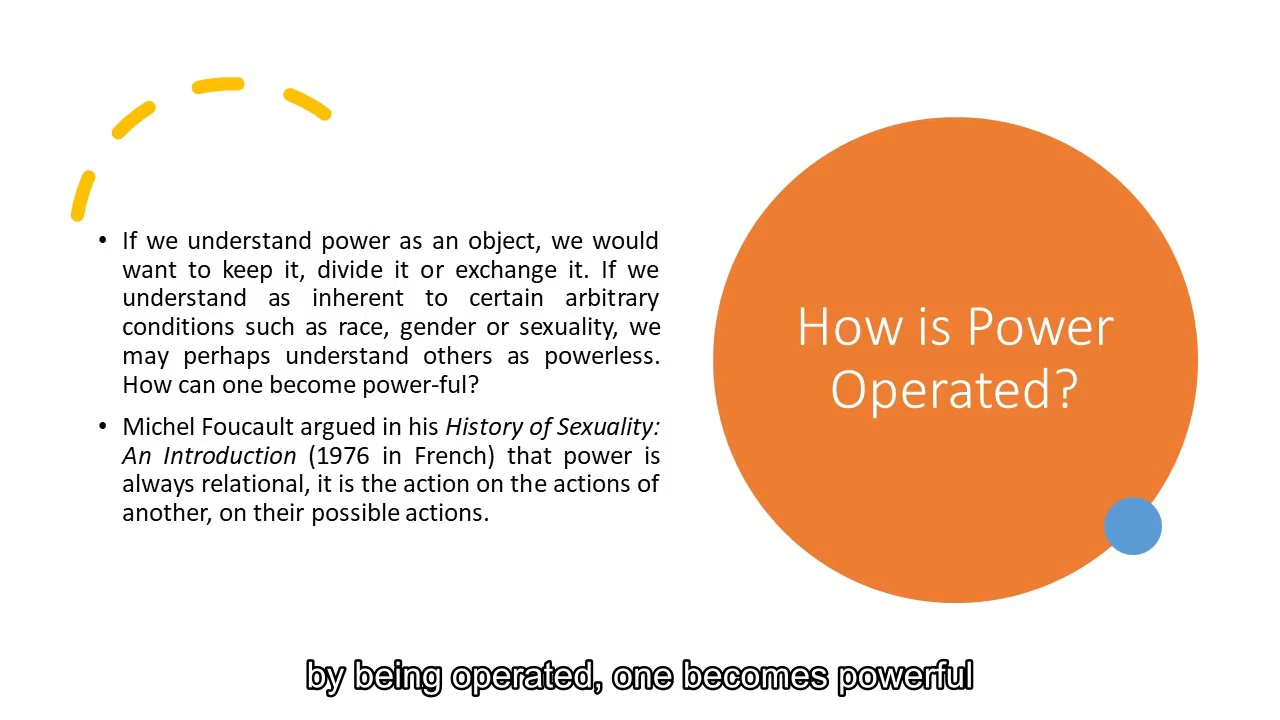 • If we understand power as an object, we would
want to keep it, divide it or exchange it. If we
understand as inherent to certain arbitrary
conditions such as race, gender or sexuality, we
may perhaps understand others as powerless.
How can one become power-ful?
• Michel Foucault argued in his History of Sexuality:
An Introduction (1976 in French) that power is
always relational, it is the action on the actions of
another, on their possible actions.
How is Power
Operated?
by being operated, one becomes powerful